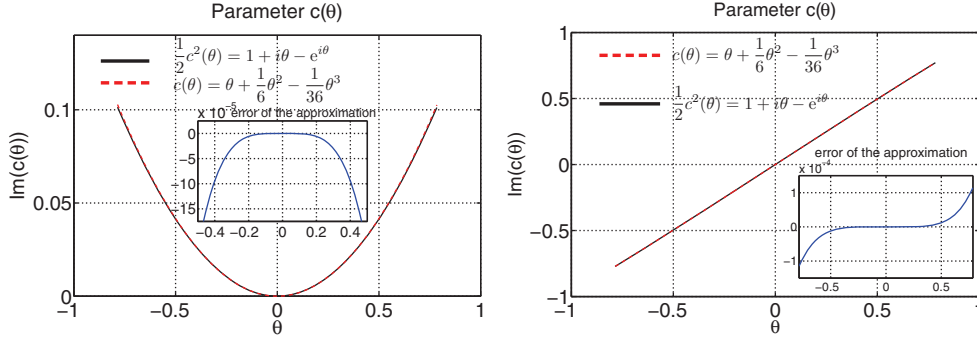 Parameter c(θ)
Im(c(θ))
0.1
0.05
0
−1
−0.5
0
0.5
1
θ
½c²(θ) = 1 + iθ − e^{iθ}
c(θ) = θ + 1/6 θ² − 1/36 θ³
x 10⁻⁵ error of the approximation
0
−5
−10
−15
−0.4
−0.2
0
0.2
0.4
Parameter c(θ)
Im(c(θ))
1
0.5
0
−0.5
−1
−1
−0.5
0
0.5
1
θ
c(θ) = θ + 1/6 θ² − 1/36 θ³
½c²(θ) = 1 + iθ − e^{iθ}
error of the approximation
x 10⁻⁴
1
0
−1
−0.5
0
0.5